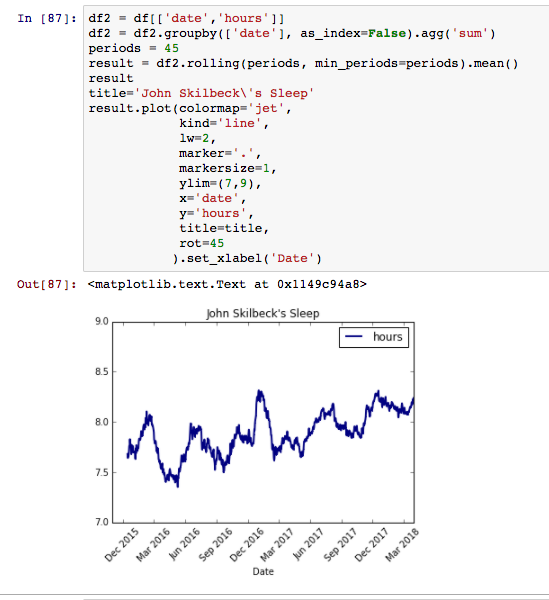 In [87]: df2 = df[['date','hours']]
df2 = df2.groupby(['date'], as_index=False).agg('sum')
periods = 45
result = df2.rolling(periods, min_periods=periods).mean()
result
title='John Skilbeck\'s Sleep'
result.plot(colormap='jet',
kind='line',
lw=2,
marker='.',
markersize=1,
ylim=(7,9),
x='date',
y='hours',
title=title,
rot=45
).set_xlabel('Date')
Out[87]: <matplotlib.text.Text at 0x1149c94a8>
John Skilbeck's Sleep
hours
9.0
8.5
8.0
7.5
7.0
Dec 2015
Mar 2016
Jun 2016
Sep 2016
Dec 2016
Mar 2017
Jun 2017
Sep 2017
Dec 2017
Mar 2018
Date